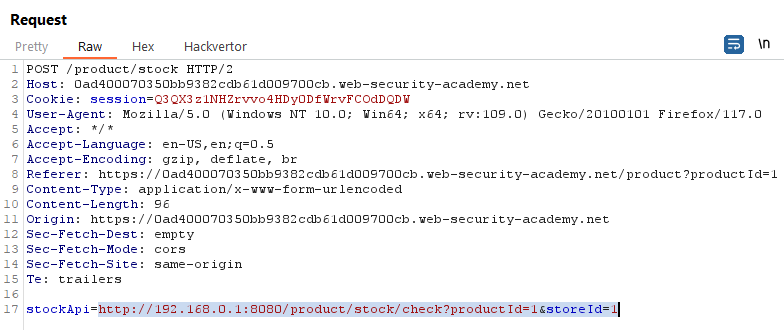 Request
Pretty Raw Hex Hackvertor \n
1 POST /product/stock HTTP/2
2 Host: 0ad400070350bb9382cdb61d009700cb.web-security-academy.net
3 Cookie: session=Q3QX3z1NHZrvvo4HDyODfWrvFCOdDQDW
4 User-Agent: Mozilla/5.0 (Windows NT 10.0; Win64; x64; rv:109.0) Gecko/20100101 Firefox/117.0
5 Accept: */*
6 Accept-Language: en-US,en;q=0.5
7 Accept-Encoding: gzip, deflate, br
8 Referer: https://0ad400070350bb9382cdb61d009700cb.web-security-academy.net/product?productId=1
9 Content-Type: application/x-www-form-urlencoded
10 Content-Length: 96
11 Origin: https://0ad400070350bb9382cdb61d009700cb.web-security-academy.net
12 Sec-Fetch-Dest: empty
13 Sec-Fetch-Mode: cors
14 Sec-Fetch-Site: same-origin
15 Te: trailers
16
17 stockApi=http://192.168.0.1:8080/product/stock/check?productId=1&storeId=1